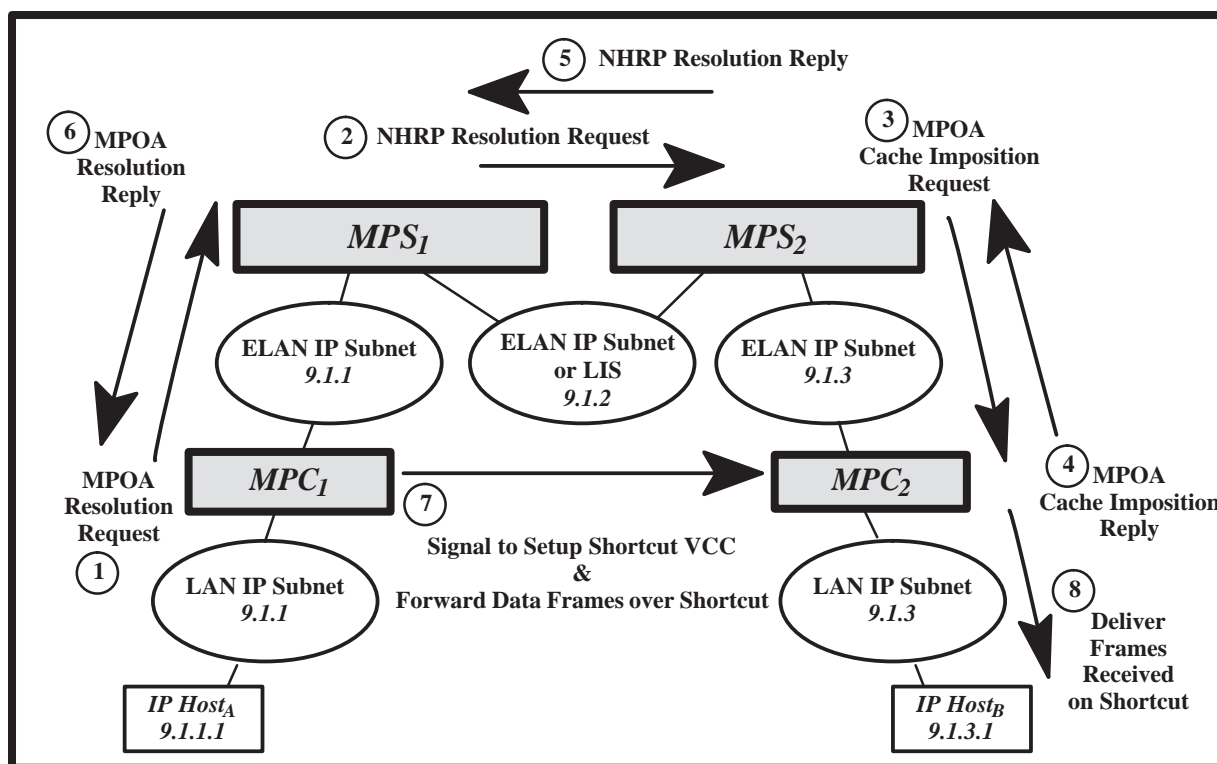 5 NHRP Resolution Reply
6 MPOA
Resolution
Reply
2 NHRP Resolution Request
3 MPOA
Cache Imposition
Request
MPS1
MPS2
ELAN IP Subnet
9.1.1
ELAN IP Subnet
or LIS
9.1.2
ELAN IP Subnet
9.1.3
MPOA
Resolution
Request
1
MPC1
7
MPC2
4 MPOA
Cache Imposition
Reply
Signal to Setup Shortcut VCC
&
Forward Data Frames over Shortcut
LAN IP Subnet
9.1.1
LAN IP Subnet
9.1.3
8
Deliver
Frames
Received
on Shortcut
IP HostA
9.1.1.1
IP HostB
9.1.3.1